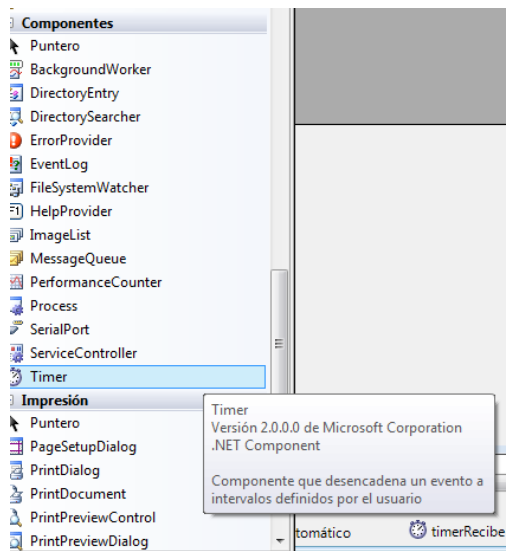 Componentes
Puntero
BackgroundWorker
DirectoryEntry
DirectorySearcher
ErrorProvider
EventLog
FileSystemWatcher
HelpProvider
ImageList
MessageQueue
PerformanceCounter
Process
SerialPort
ServiceController
Timer
Impresión
Puntero
PageSetupDialog
PrintDialog
PrintDocument
PrintPreviewControl
PrintPreviewDialog
Timer
Versión 2.0.0.0 de Microsoft Corporation
.NET Component
Componente que desencadena un evento a
intervalos definidos por el usuario
tomático timerRecibe